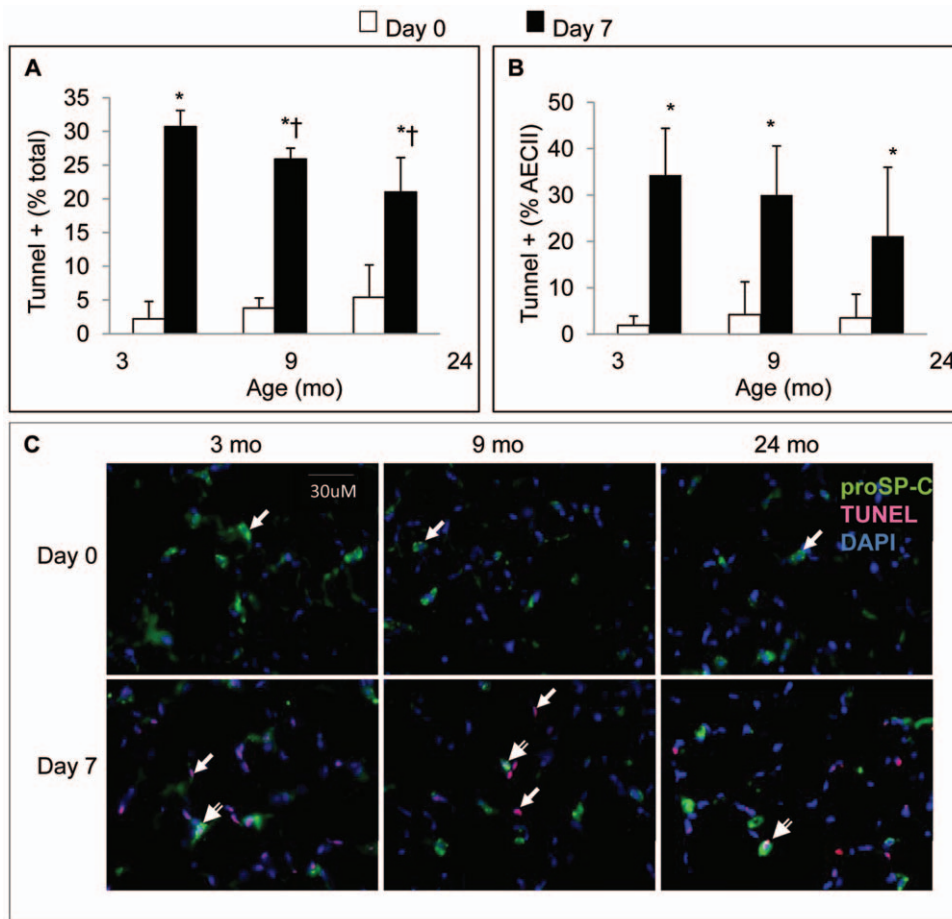 Day 0 Day 7
A
35
30
25
20
15
10
5
0
* *† *†
Tunnel + (% total)
3 9 24
Age (mo)
B
50
40
30
20
10
0
* * *
Tunnel + (% AECII)
3 9 24
Age (mo)
C 3 mo 9 mo 24 mo
30uM
proSP-C
TUNEL
DAPI
Day 0
Day 7